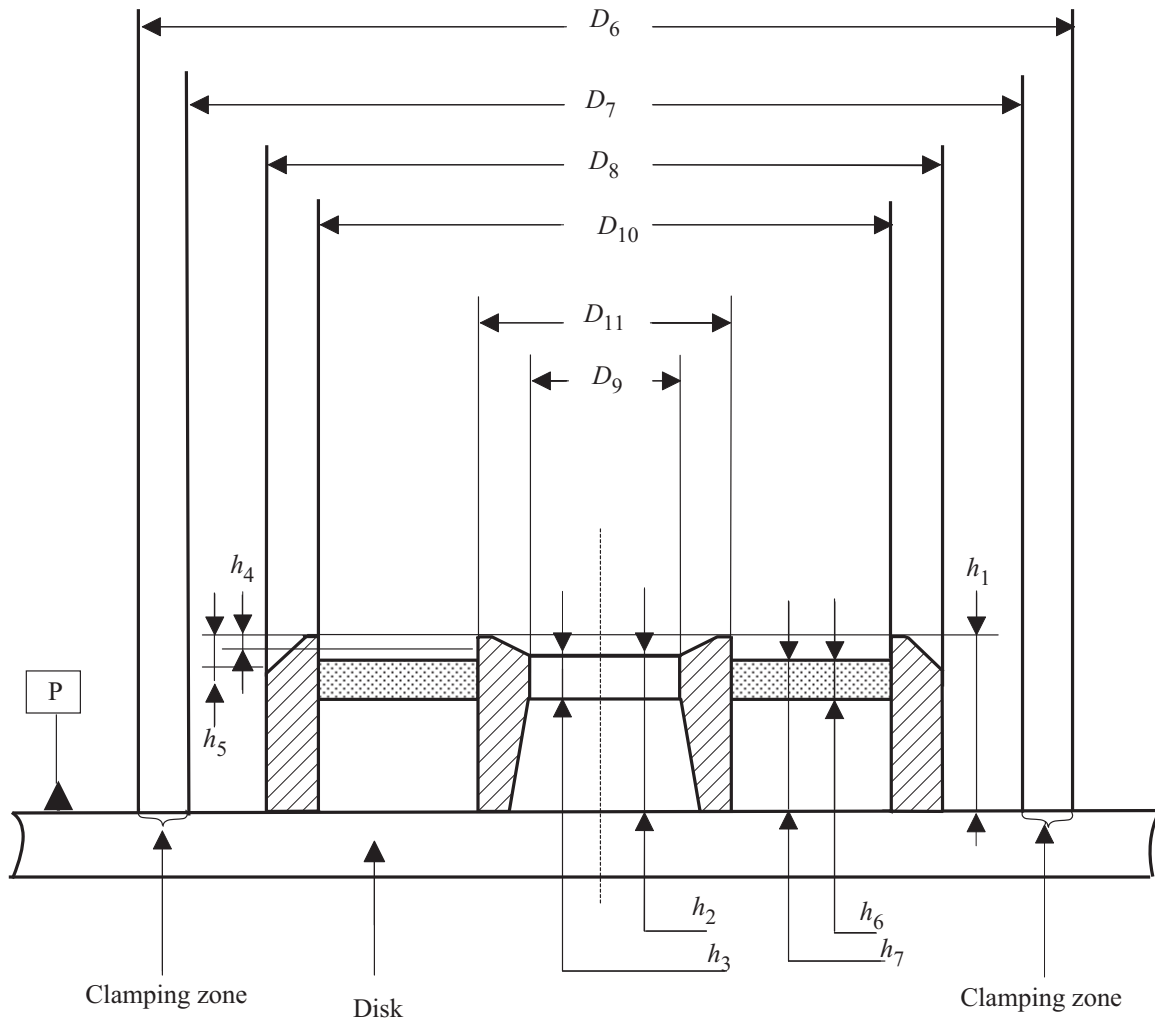 D6
D7
D8
D10
D11
D9
h4
h1
P
h5
h2
h6
h3
h7
Clamping zone
Disk
Clamping zone